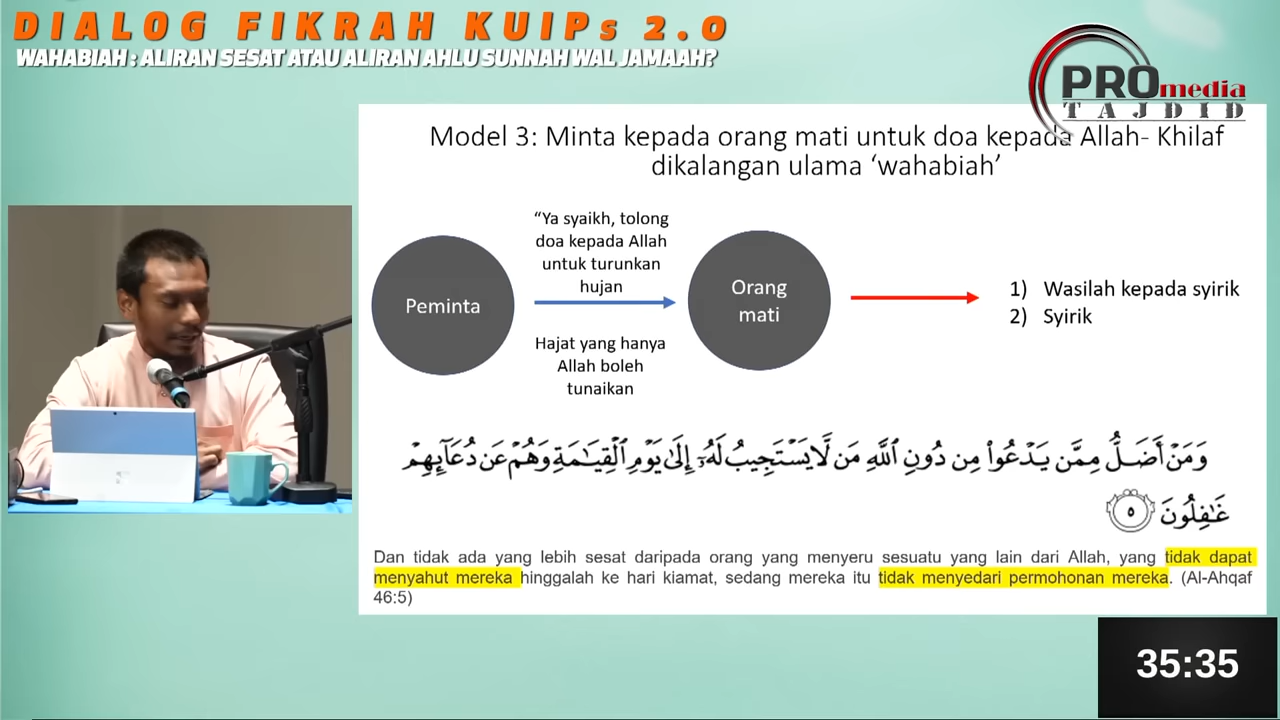 DIALOG FIKRAH KUIPs 2.0
WAHABIAH : ALIRAN SESAT ATAU ALIRAN AHLU SUNNAH WAL JAMAAH?
PROmedia
TAJDID
Model 3: Minta kepada orang mati untuk doa kepada Allah- Khilaf
dikalangan ulama ‘wahabiah’
“Ya syaikh, tolong
doa kepada Allah
untuk turunkan
hujan
Peminta
Orang
mati
Hajat yang hanya
Allah boleh
tunaikan
1) Wasilah kepada syirik
2) Syirik
وَمَنْ أَضَلُّ مِمَّن يَدْعُوا۟ مِن دُونِ ٱللَّهِ مَن لَّا يَسْتَجِيبُ لَهُۥٓ إِلَىٰ يَوْمِ ٱلْقِيَـٰمَةِ وَهُمْ عَن دُعَآئِهِمْ
غَـٰفِلُونَ ٥
Dan tidak ada yang lebih sesat daripada orang yang menyeru sesuatu yang lain dari Allah, yang tidak dapat
menyahut mereka hinggalah ke hari kiamat, sedang mereka itu tidak menyedari permohonan mereka. (Al-Ahqaf
46:5)
35:35